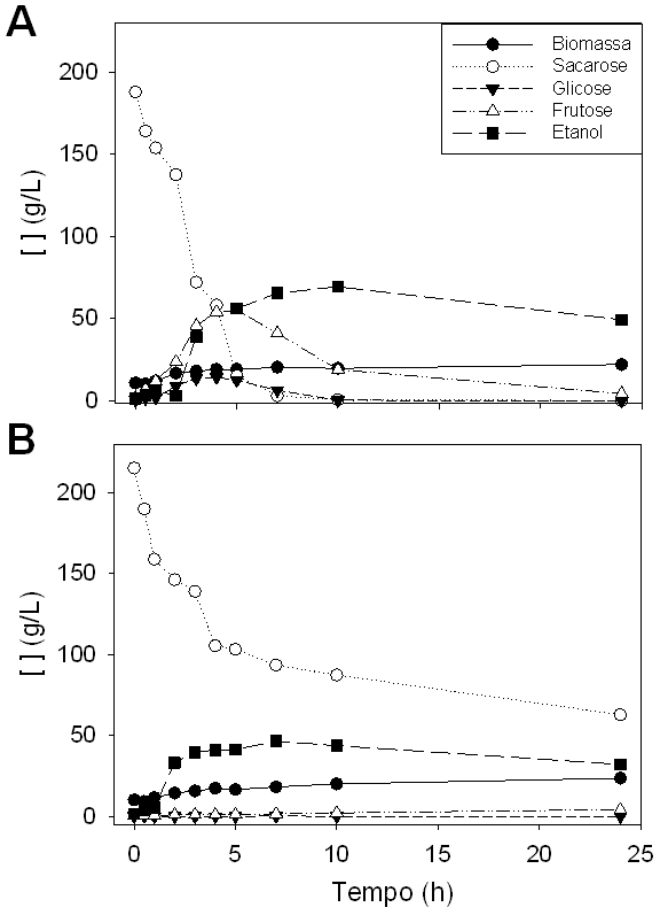 A
Biomassa
Sacarose
Glicose
Frutose
Etanol
200
150
100
50
0
[ ] (g/L)
B
200
150
100
50
0
[ ] (g/L)
0 5 10 15 20 25
Tempo (h)